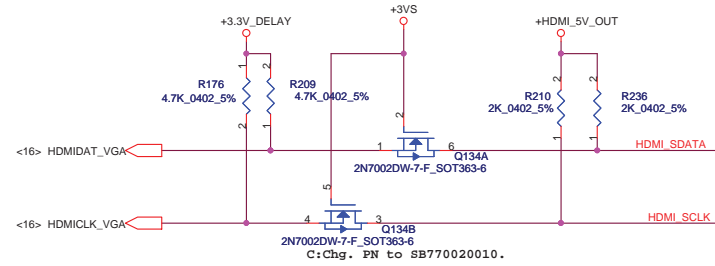 +3.3V_DELAY
+3VS
+HDMI_5V_OUT
1
2
2
2
R176
4.7K_0402_5%
R209
4.7K_0402_5%
R210
2K_0402_5%
R236
2K_0402_5%
2
2
1
1
1
<16> HDMIDAT_VGA
1
6
HDMI_SDATA
Q134A
2N7002DW-7-F_SOT363-6
5
<16> HDMICLK_VGA
4
3
HDMI_SCLK
Q134B
2N7002DW-7-F_SOT363-6
C:Chg. PN to SB770020010.